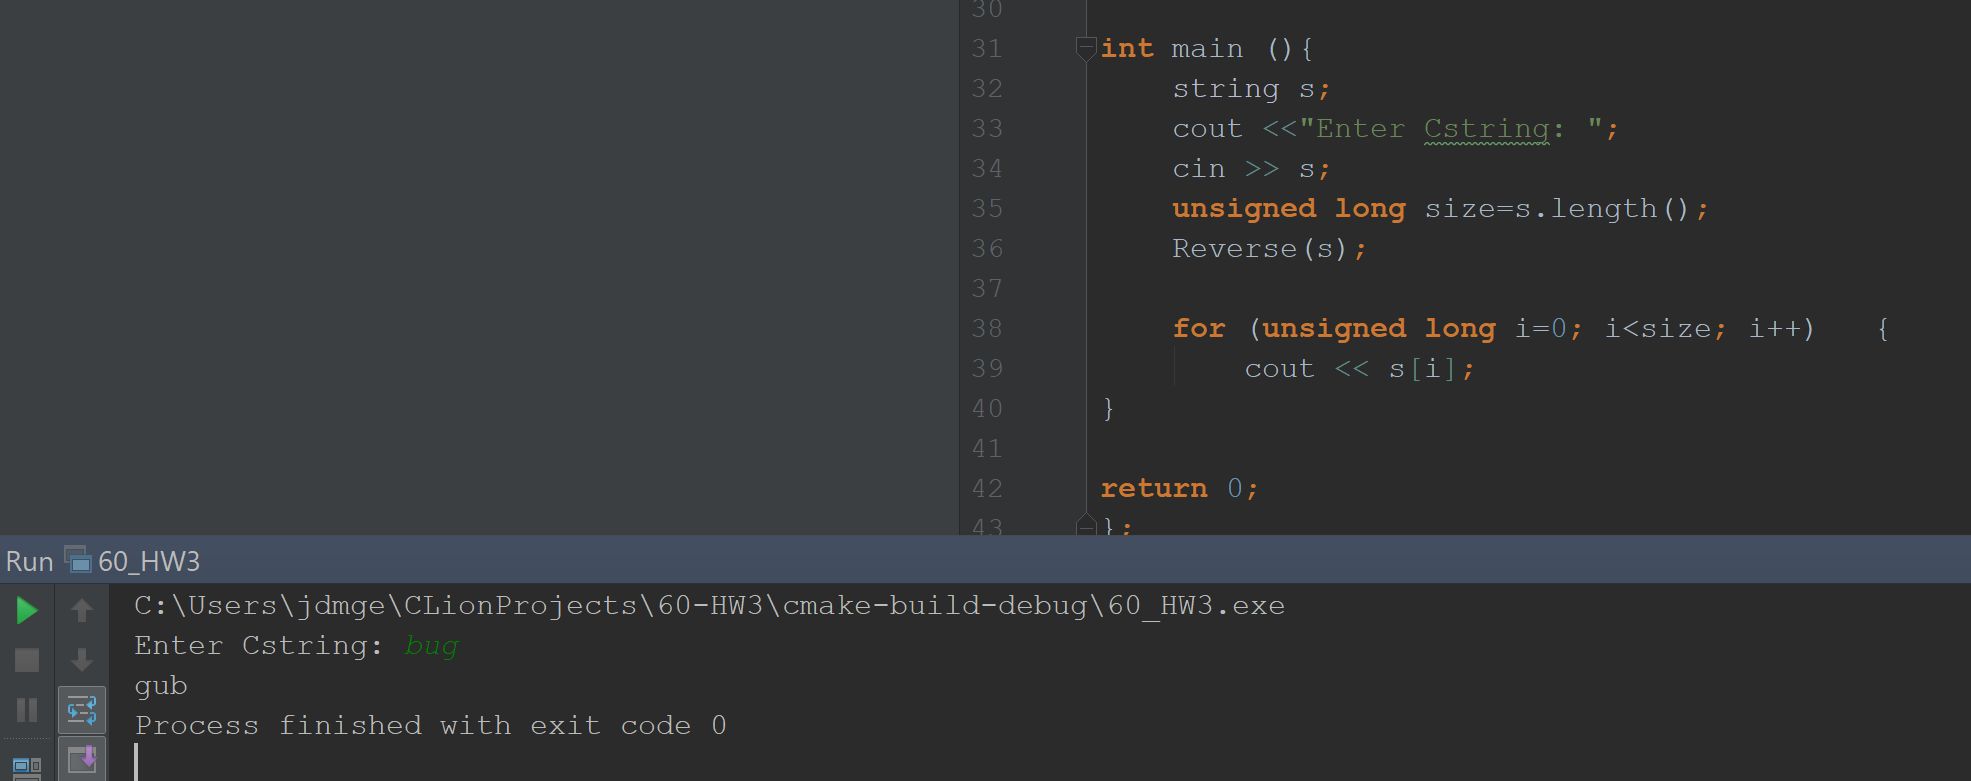 30
31 int main (){
32 string s;
33 cout <<"Enter Cstring: ";
34 cin >> s;
35 unsigned long size=s.length();
36 Reverse(s);
37
38 for (unsigned long i=0; i<size; i++) {
39 cout << s[i];
40 }
41
42 return 0;
43 };
Run 60_HW3
C:\Users\jdmge\CLionProjects\60-HW3\cmake-build-debug\60_HW3.exe
Enter Cstring: bug
gub
Process finished with exit code 0